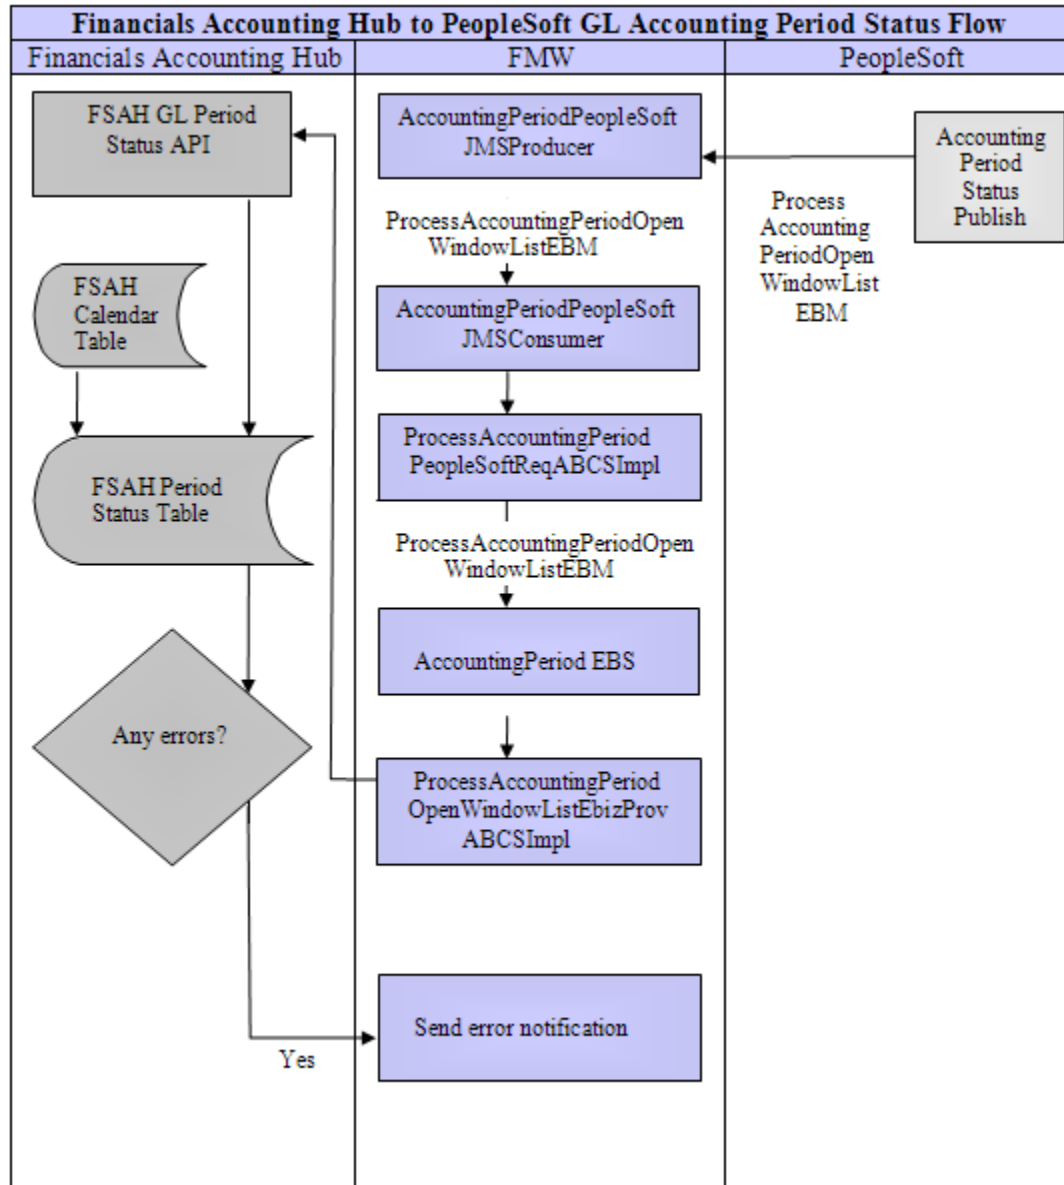 Financials Accounting Hub to PeopleSoft GL Accounting Period Status Flow
Financials Accounting Hub
FMW
PeopleSoft
FSAH GL Period
Status API
FSAH
Calendar
Table
FSAH Period
Status Table
Any errors?
Yes
AccountingPeriodPeopleSoft
JMSProducer
ProcessAccountingPeriodOpen
WindowListEBM
AccountingPeriodPeopleSoft
JMSConsumer
ProcessAccountingPeriod
PeopleSoftReqABCSImpl
ProcessAccountingPeriodOpen
WindowListEBM
AccountingPeriod EBS
ProcessAccountingPeriod
OpenWindowListEbizProv
ABCSImpl
Send error notification
Accounting
Period
Status
Publish
Process
Accounting
PeriodOpen
WindowList
EBM